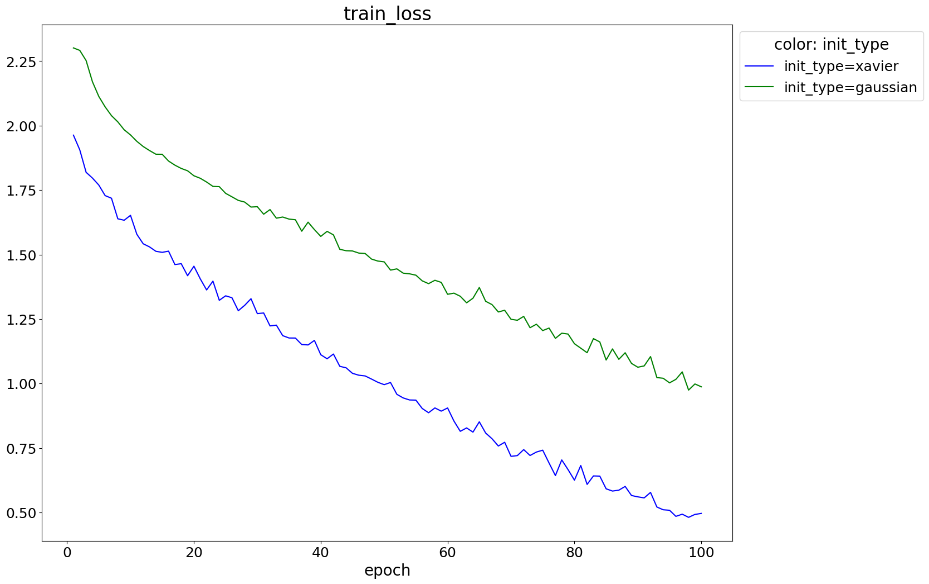 train_loss
color: init_type
init_type=xavier
init_type=gaussian
2.25
2.00
1.75
1.50
1.25
1.00
0.75
0.50
0 20 40 60 80 100
epoch